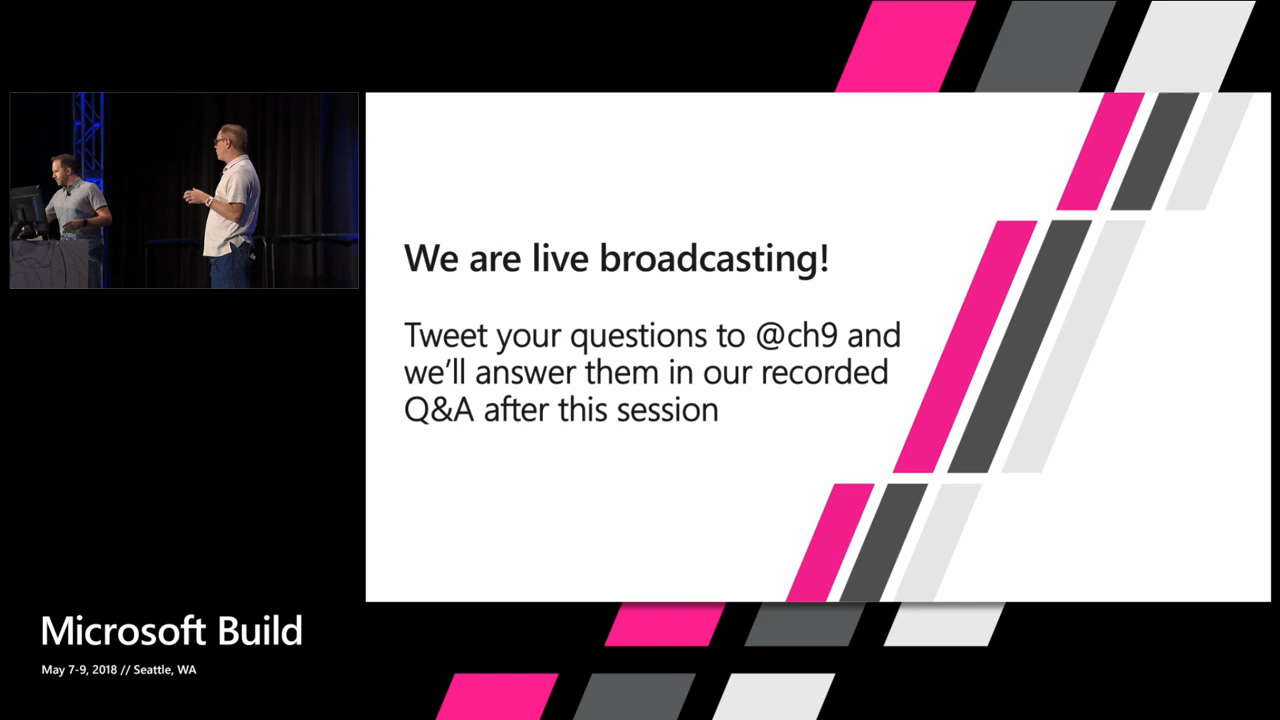 We are live broadcasting!
Tweet your questions to @ch9 and
we'll answer them in our recorded
Q&A after this session
Microsoft Build
May 7-9, 2018 // Seattle, WA